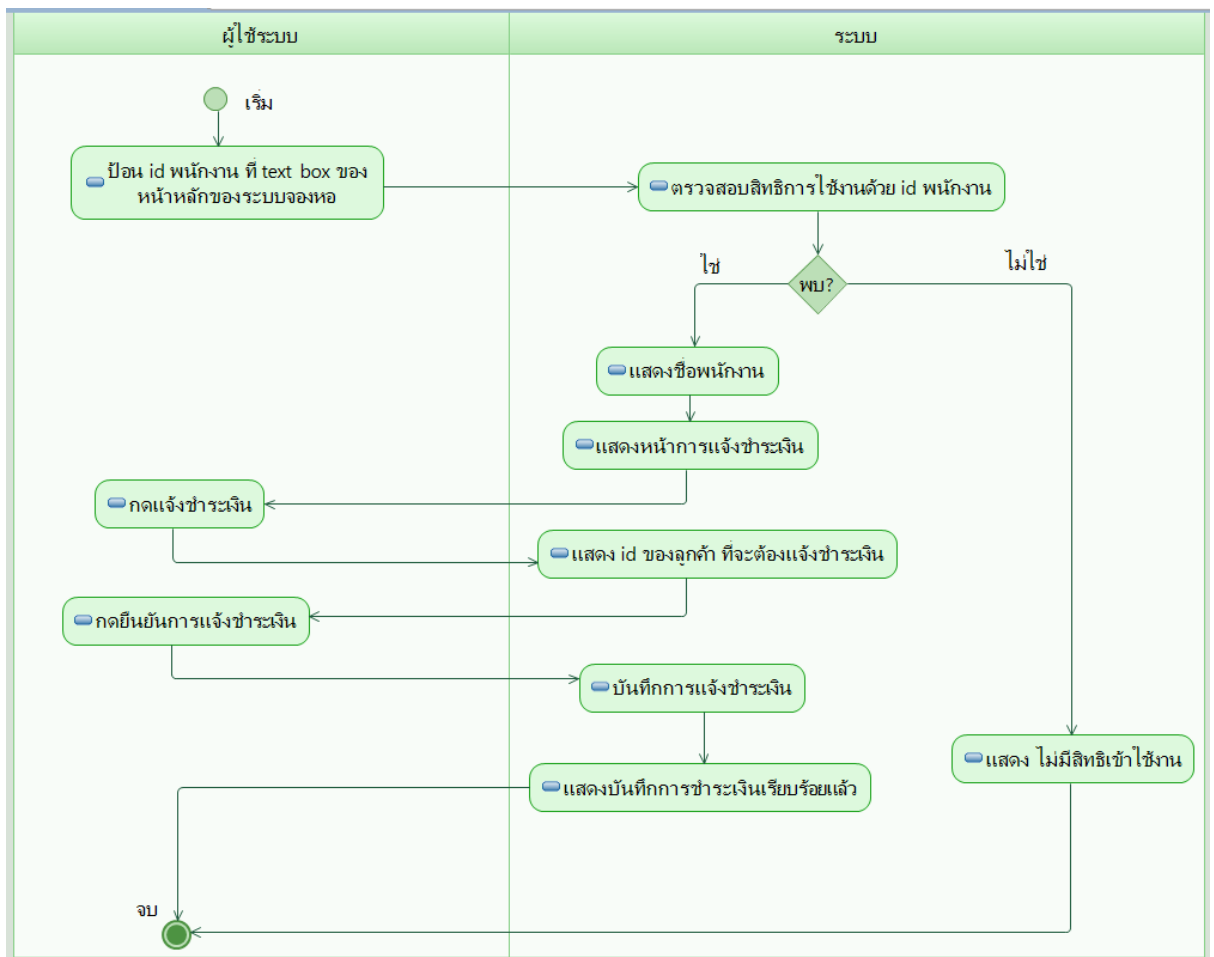 ผู้ใช้ระบบ
ระบบ
เริ่ม
ป้อน id พนักงาน ที่ text box ของ
หน้าหลักของระบบจองหอ
ตรวจสอบสิทธิการใช้งานด้วย id พนักงาน
ใช่
พบ?
ไม่ใช่
แสดงชื่อพนักงาน
แสดงหน้าการแจ้งชำระเงิน
กดแจ้งชำระเงิน
แสดง id ของลูกค้า ที่จะต้องแจ้งชำระเงิน
กดยืนยันการแจ้งชำระเงิน
บันทึกการแจ้งชำระเงิน
แสดง ไม่มีสิทธิเข้าใช้งาน
แสดงบันทึกการชำระเงินเรียบร้อยแล้ว
จบ